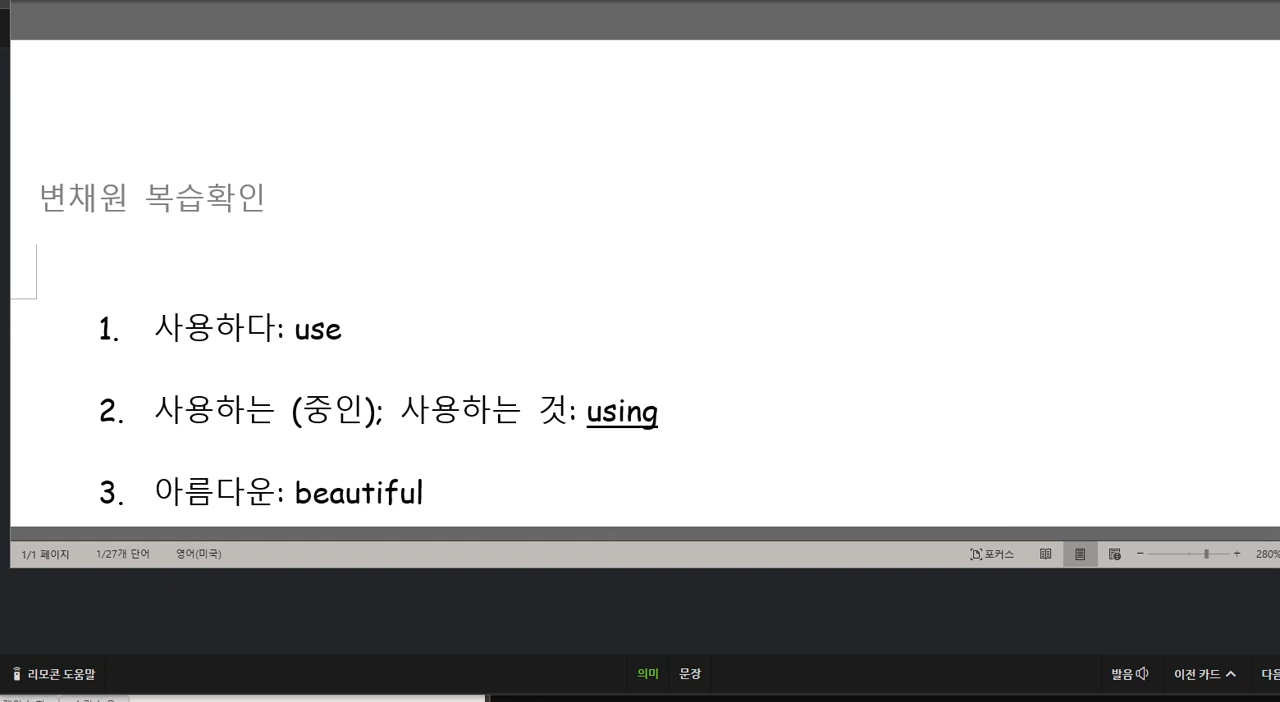 변채원 복습확인
1. 사용하다: use
2. 사용하는 (중인); 사용하는 것: using
3. 아름다운: beautiful
1/1 페이지 1/27개 단어 영어(미국) 포커스 280%
리모콘 도움말 의미 문장 발음 이전 카드